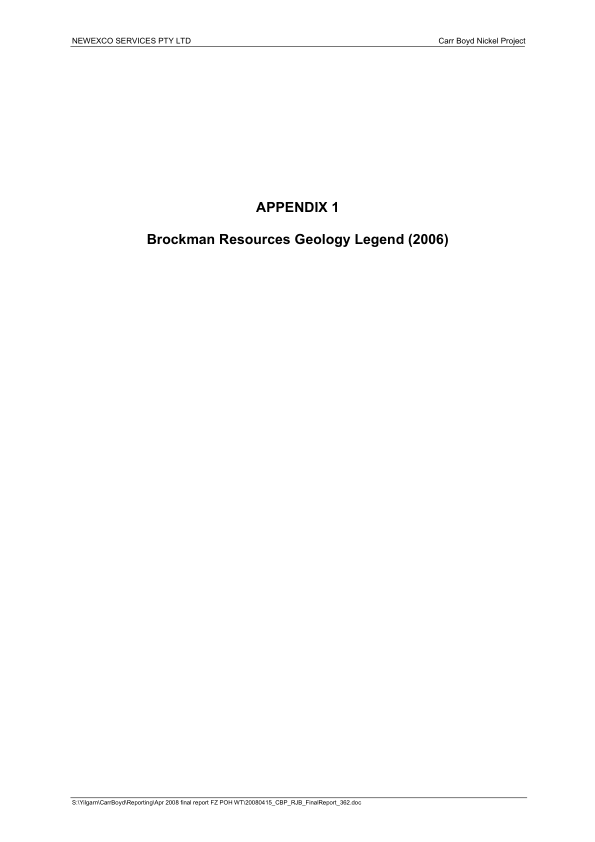 NEWEXCO SERVICES PTY LTD Carr Boyd Nickel Project
APPENDIX 1
Brockman Resources Geology Legend (2006)
S:\Yilgarn\CarrBoyd\Reporting\Apr 2008 final report FZ POH WT\20080415_CBP_RJB_FinalReport_362.doc